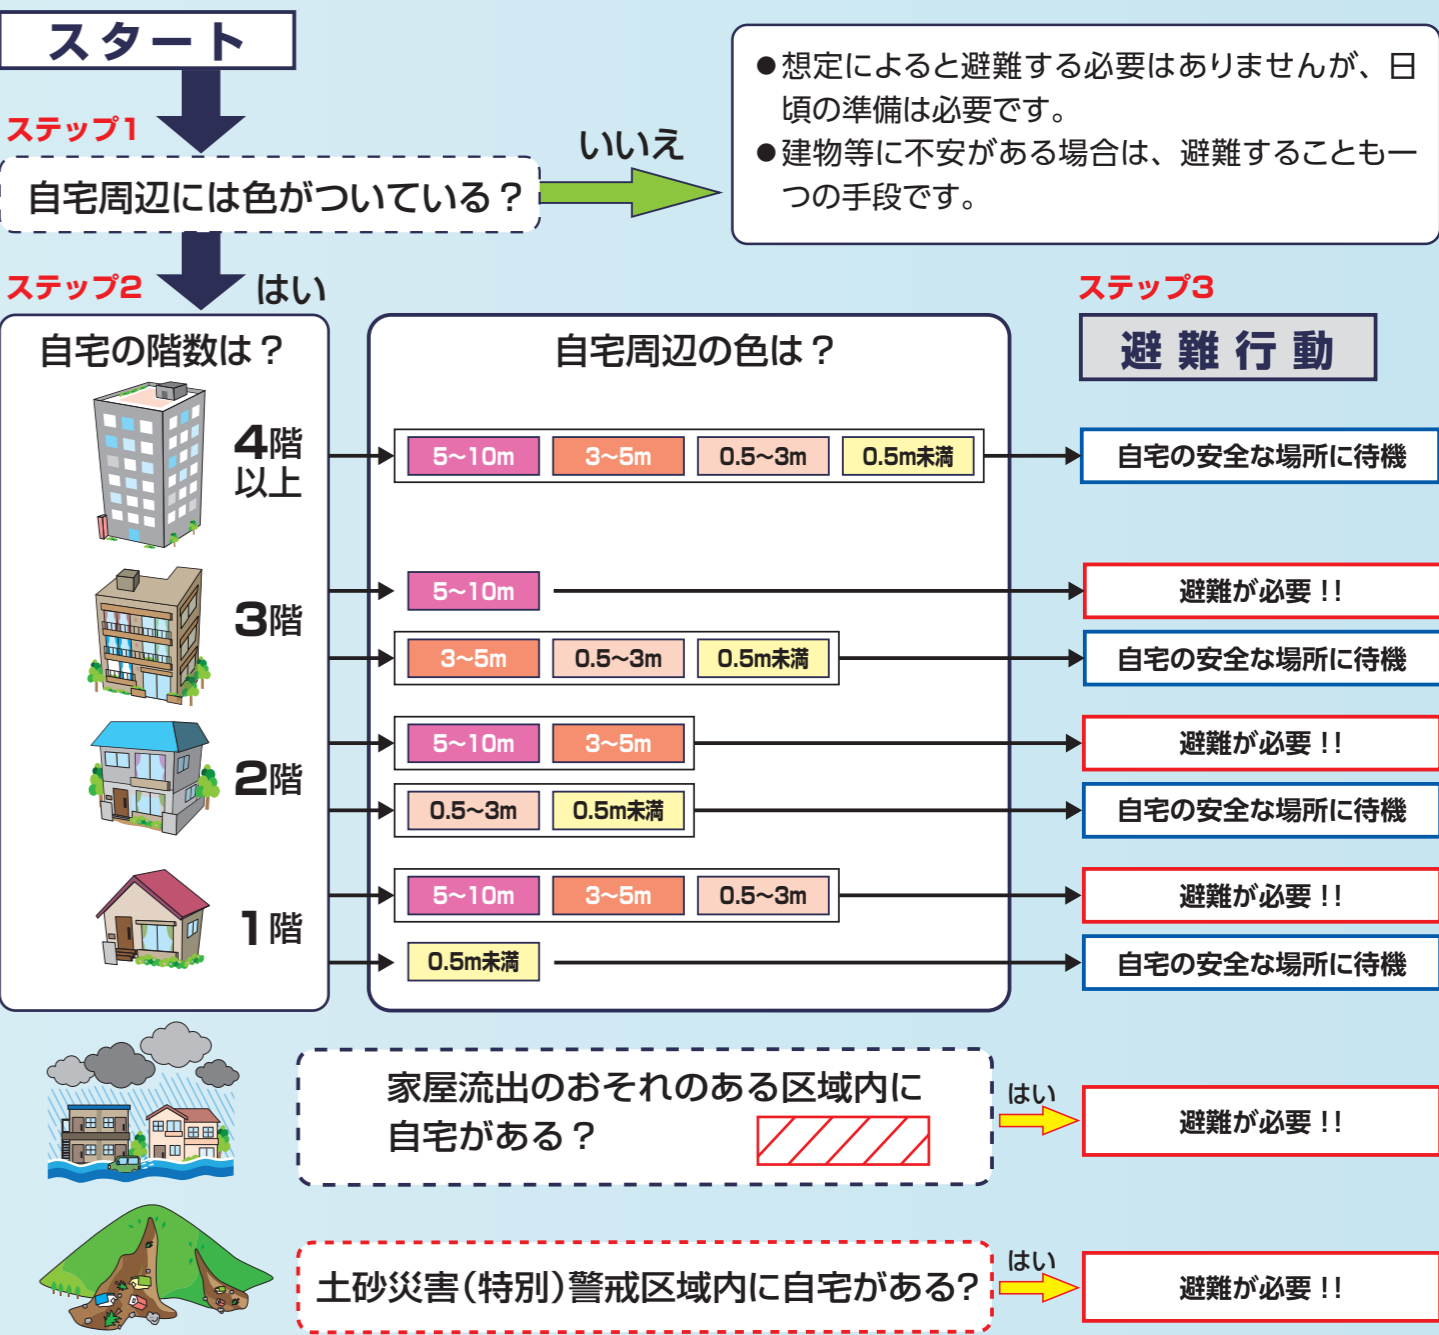 スタート
ステップ1
自宅周辺には色がついている？
いいえ
●想定によると避難する必要はありませんが、日
頃の準備は必要です。
●建物等に不安がある場合は、避難することも一
つの手段です。
ステップ2
はい
自宅の階数は？
自宅周辺の色は？
ステップ3
避難行動
4階
以上
5〜10m 3〜5m 0.5〜3m 0.5m未満
自宅の安全な場所に待機
3階
5〜10m
避難が必要！！
3〜5m 0.5〜3m 0.5m未満
自宅の安全な場所に待機
2階
5〜10m 3〜5m
避難が必要！！
0.5〜3m 0.5m未満
自宅の安全な場所に待機
1階
5〜10m 3〜5m 0.5〜3m
避難が必要！！
0.5m未満
自宅の安全な場所に待機
家屋流出のおそれのある区域内に
自宅がある？
はい
避難が必要！！
土砂災害（特別）警戒区域内に自宅がある？
はい
避難が必要！！